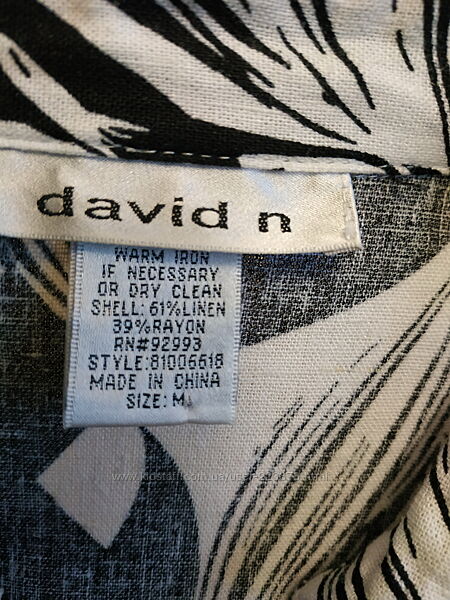 david n
WARM IRON
IF NECESSARY
OR DRY CLEAN
SHELL: 61%LINEN
39%RAYON
RN#92993
STYLE:81006618
MADE IN CHINA
SIZE: M